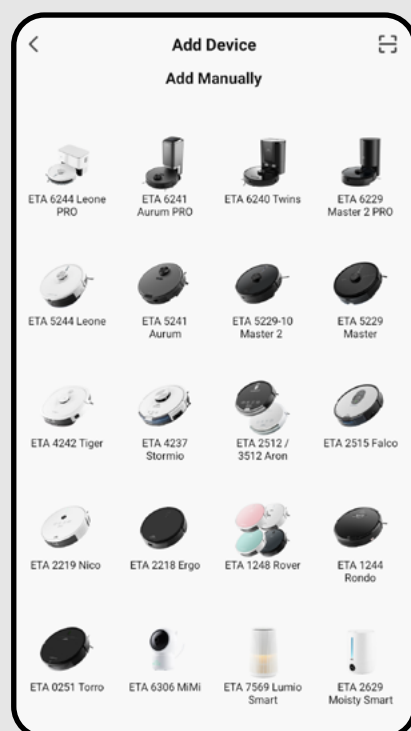 Add Device
Add Manually
ETA 6244 Leone
PRO
ETA 6241
Aurum PRO
ETA 6240 Twins
ETA 6229
Master 2 PRO
ETA 5244 Leone
ETA 5241
Aurum
ETA 5229-10
Master 2
ETA 5229
Master
ETA 4242 Tiger
ETA 4237
Stormio
ETA 2512 /
3512 Aron
ETA 2515 Falco
ETA 2219 Nico
ETA 2218 Ergo
ETA 1248 Rover
ETA 1244
Rondo
ETA 0251 Torro
ETA 6306 MiMi
ETA 7569 Lumio
Smart
ETA 2629
Moisty Smart